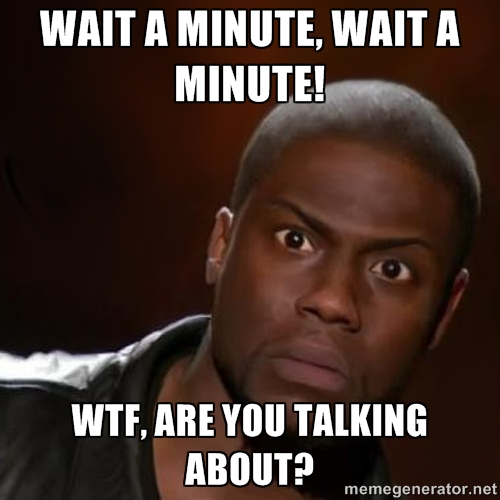 WAIT A MINUTE, WAIT A
MINUTE!
WTF, ARE YOU TALKING
ABOUT?
memegenerator.net